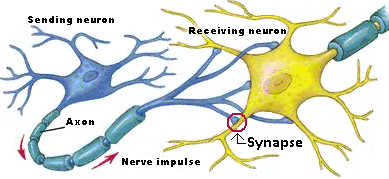 Sending neuron
Receiving neuron
Axon
Synapse
Nerve impulse